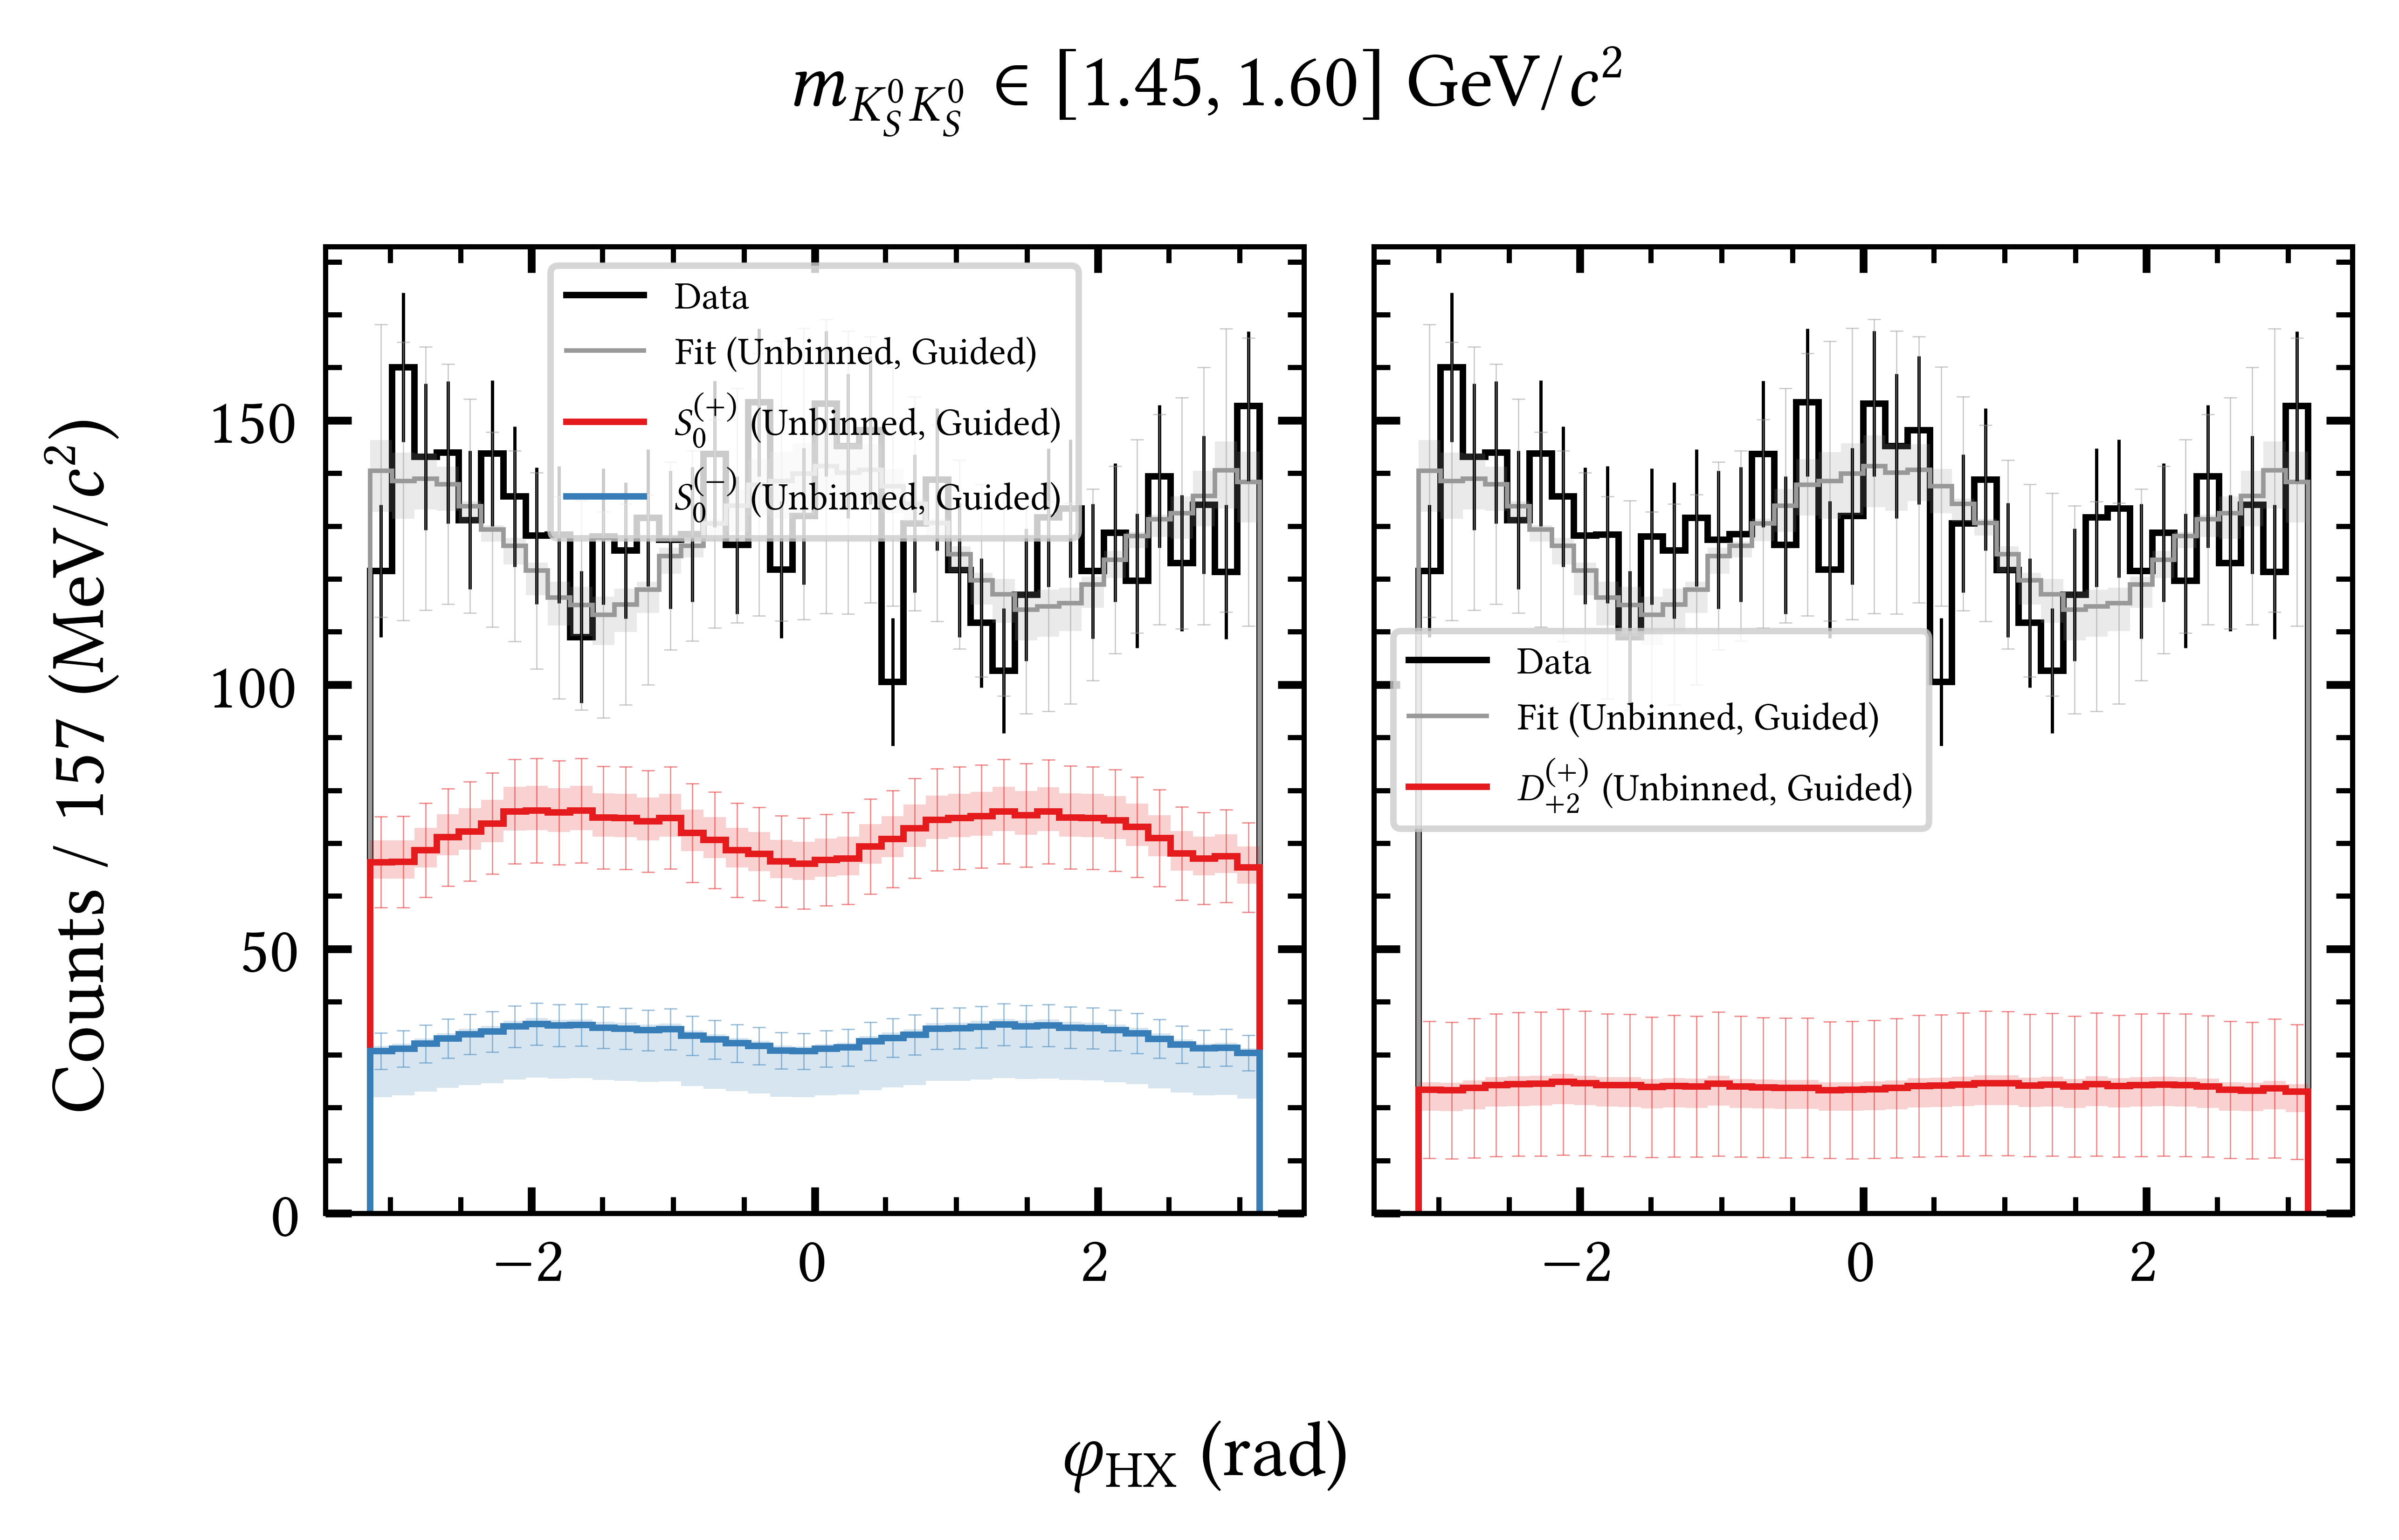 m_{K_S^0 K_S^0} ∈ [1.45, 1.60] GeV/c²
Counts / 157 (MeV/c²)
150
100
50
0
Data
Fit (Unbinned, Guided)
S_0^{(+)} (Unbinned, Guided)
S_0^{(−)} (Unbinned, Guided)
Data
Fit (Unbinned, Guided)
D_{+2}^{(+)} (Unbinned, Guided)
−2 0 2
−2 0 2
φ_{HX} (rad)